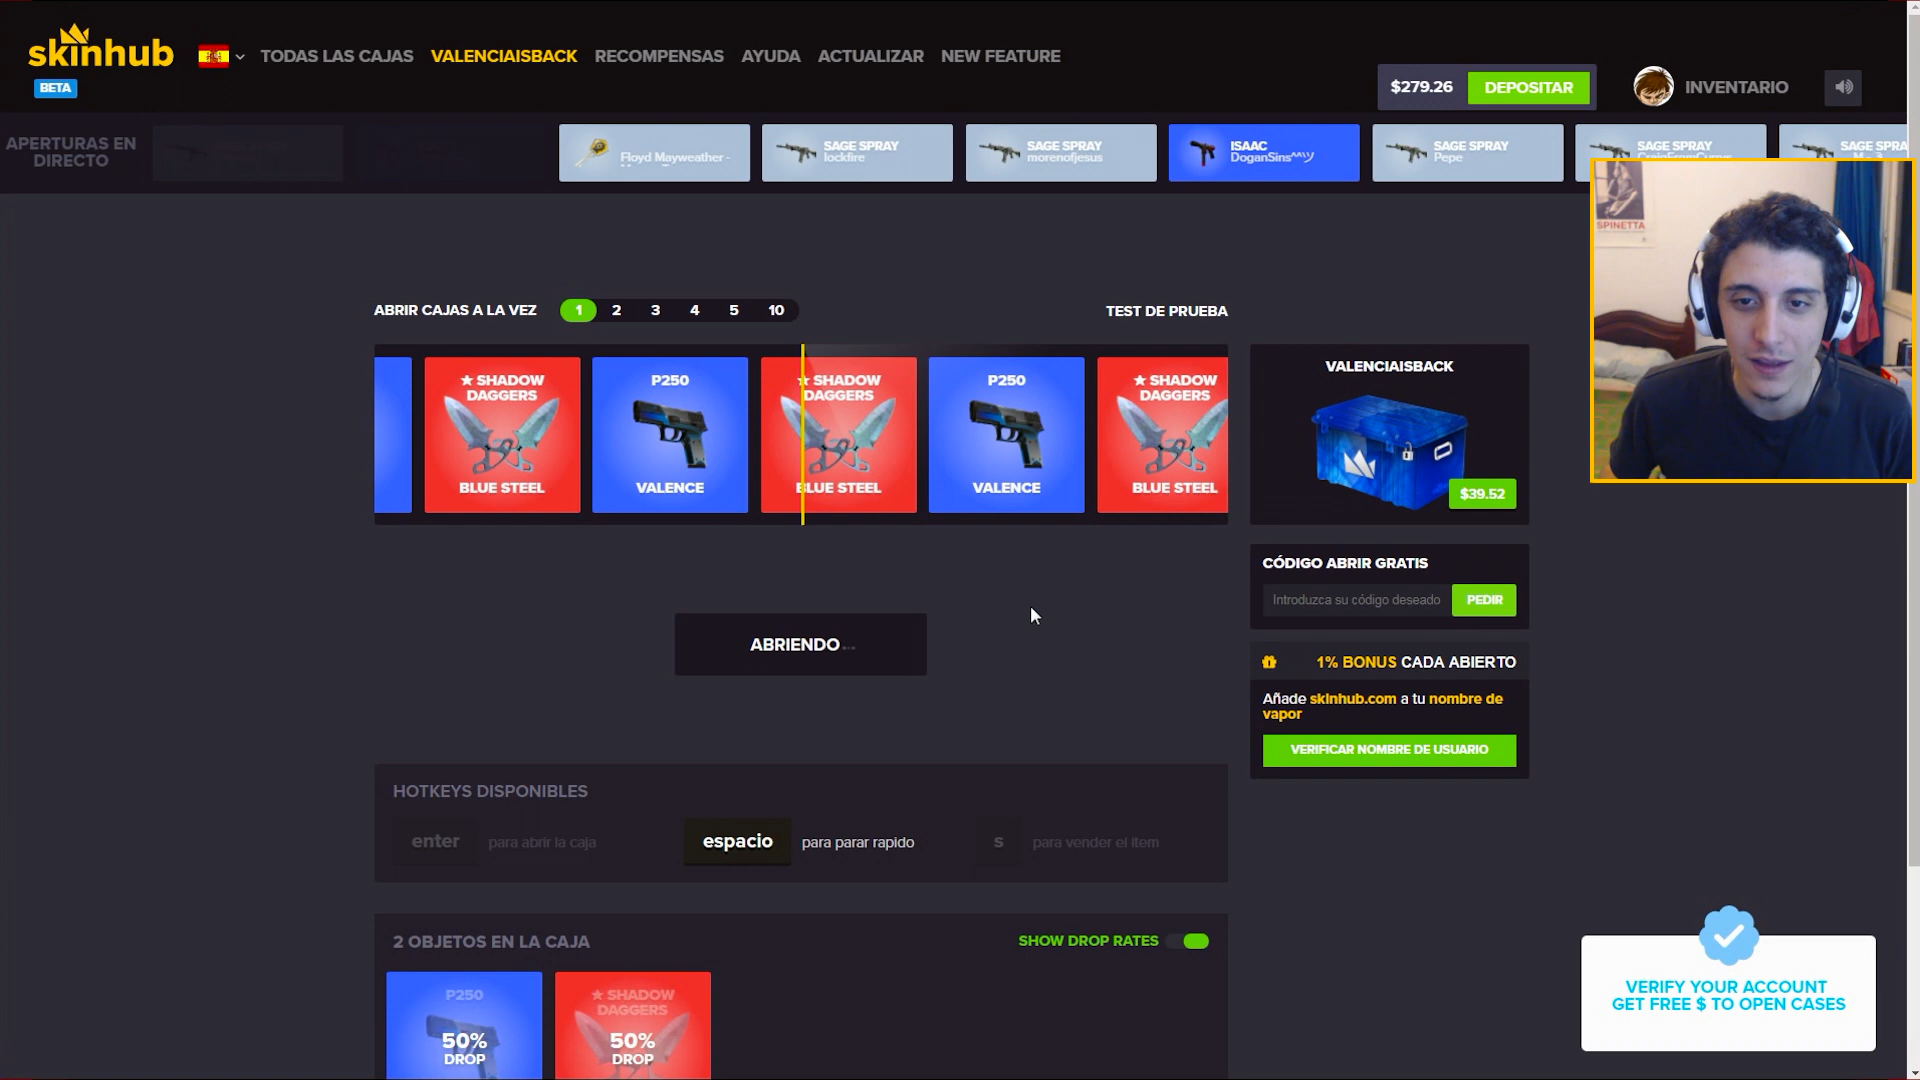 skinhub
BETA
TODAS LAS CAJAS
VALENCIAISBACK
RECOMPENSAS
AYUDA
ACTUALIZAR
NEW FEATURE
$279.26
DEPOSITAR
INVENTARIO
APERTURAS EN
DIRECTO
Floyd Mayweather -
SAGE SPRAY
lockfire
SAGE SPRAY
morenofjesus
ISAAC
DoganSins^^ツ
SAGE SPRAY
Pepe
SAGE SPRAY
SAGE SPRA
SPINETTA
ABRIR CAJAS A LA VEZ
1
2
3
4
5
10
TEST DE PRUEBA
★ SHADOW
DAGGERS
BLUE STEEL
P250
VALENCE
★ SHADOW
DAGGERS
BLUE STEEL
P250
VALENCE
★ SHADOW
DAGGERS
BLUE STEEL
VALENCIAISBACK
$39.52
CÓDIGO ABRIR GRATIS
Introduzca su código deseado
PEDIR
ABRIENDO...
1% BONUS CADA ABIERTO
Añade skinhub.com a tu nombre de
vapor
VERIFICAR NOMBRE DE USUARIO
HOTKEYS DISPONIBLES
enter
para abrir la caja
espacio
para parar rapido
s
para vender el item
2 OBJETOS EN LA CAJA
SHOW DROP RATES
P250
50%
DROP
★ SHADOW
DAGGERS
50%
DROP
VERIFY YOUR ACCOUNT
GET FREE $ TO OPEN CASES